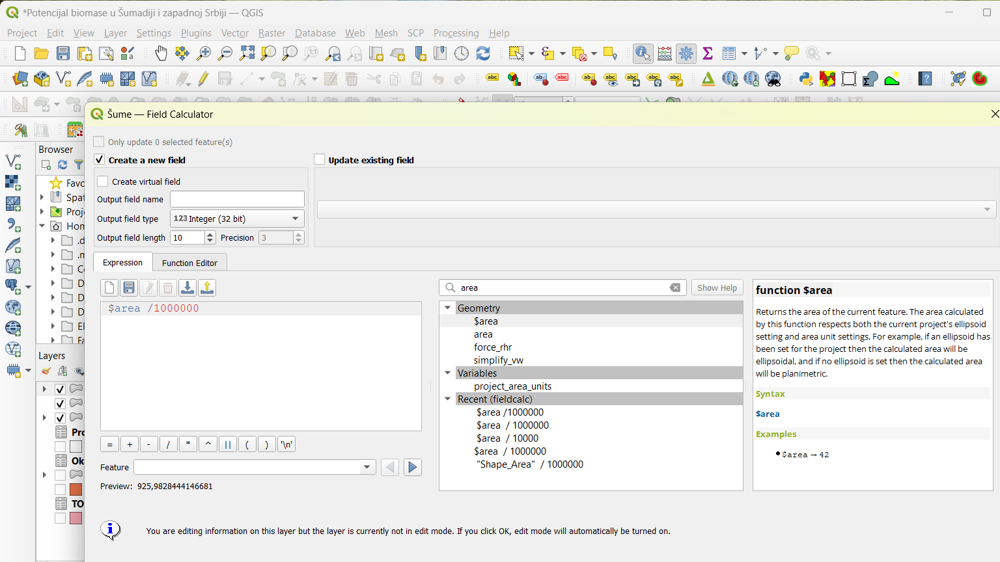 *Potencijal biomase u Šumadiji i zapadnoj Srbiji — QGIS
Project Edit View Layer Settings Plugins Vector Raster Database Web Mesh SCP Processing Help
Šume — Field Calculator
Only update 0 selected feature(s)
Create a new field
Update existing field
Create virtual field
Output field name
Output field type 123 Integer (32 bit)
Output field length 10 Precision 3
Expression Function Editor
$area /1000000
= + - / * ^ || ( ) '\n'
Feature
Preview: 925,9828444146681
area
Show Help
Geometry
$area
area
force_rhr
simplify_vw
Variables
project_area_units
Recent (fieldcalc)
$area /1000000
$area / 1000000
$area / 10000
$area / 1000000
"Shape_Area" / 1000000
function $area
Returns the area of the current feature. The area calculated
by this function respects both the current project's ellipsoid
setting and area unit settings. For example, if an ellipsoid has
been set for the project then the calculated area will be
ellipsoidal, and if no ellipsoid is set then the calculated area
will be planimetric.
Syntax
$area
Examples
• $area → 42
You are editing information on this layer but the layer is currently not in edit mode. If you click OK, edit mode will automatically be turned on.
Browser
Favo
Spat
Proj
Hom
.d
.m
D
D
D
Layers
Pro
Ok
TO